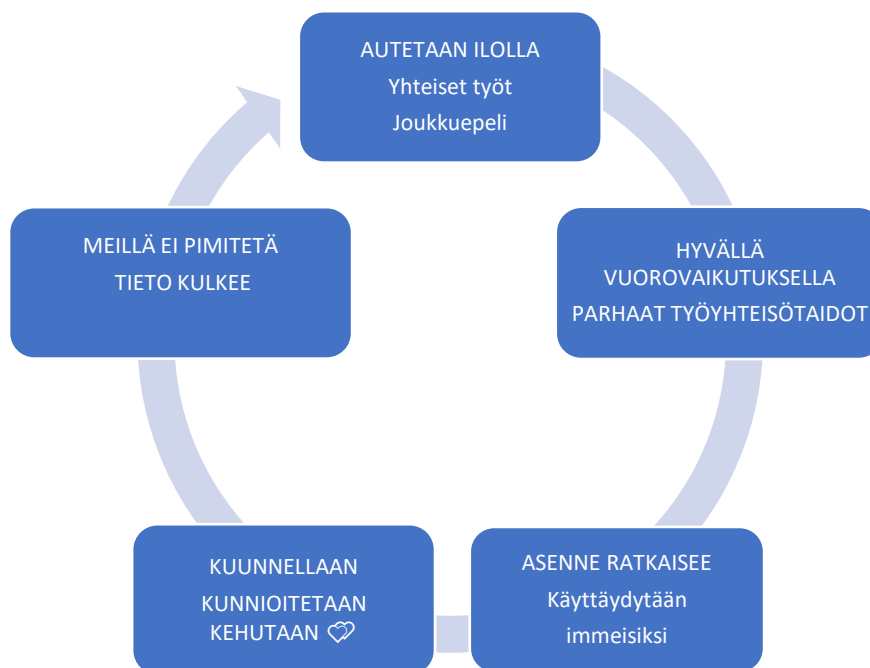 AUTETAAN ILOLLA
Yhteiset työt
Joukkuepeli
HYVÄLLÄ
VUOROVAIKUTUKSELLA
PARHAAT TYÖYHTEISÖTAIDOT
ASENNE RATKAISEE
Käyttäydytään
immeisiksi
KUUNNELLAAN
KUNNIOITETAAN
KEHUTAAN 💕
MEILLÄ EI PIMITETÄ
TIETO KULKEE